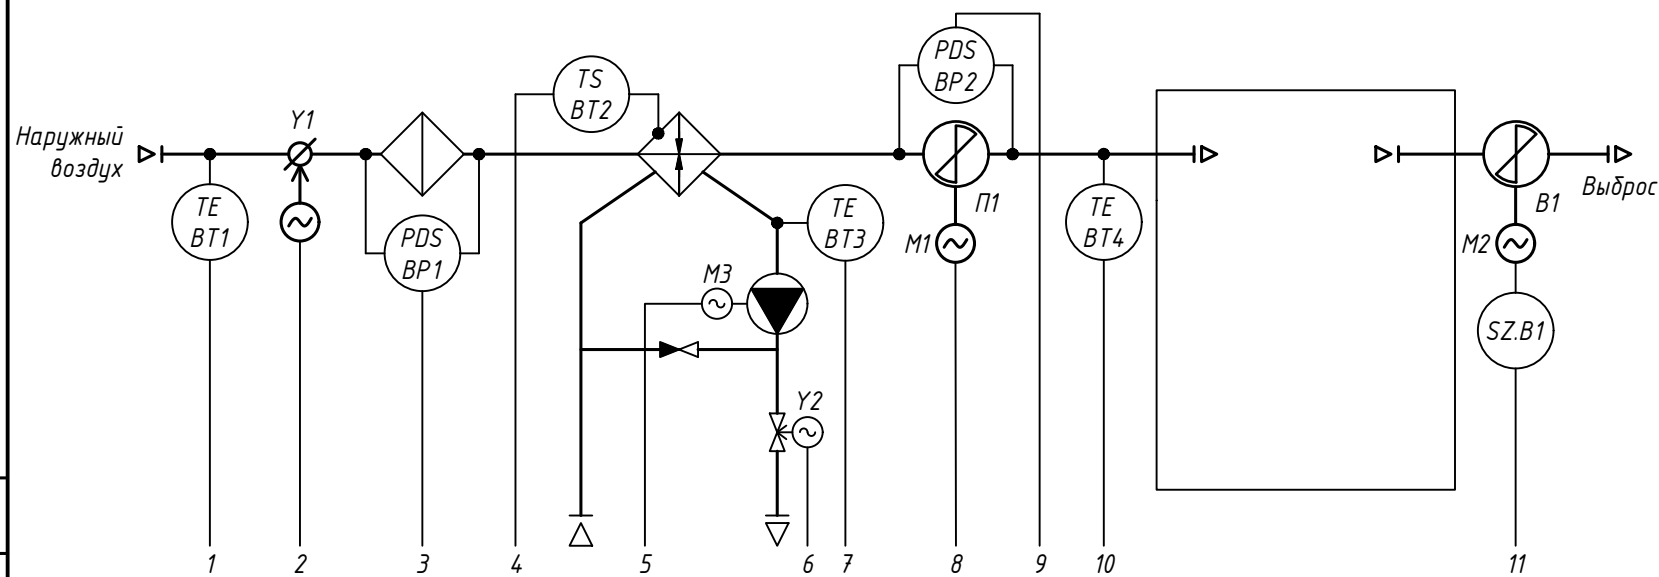 Наружный
воздух
TE
BT1
Y1
PDS
BP1
TS
BT2
M3
TE
BT3
Y2
PDS
BP2
П1
M1
TE
BT4
В1
M2
SZ.B1
Выброс
1
2
3
4
5
6
7
8
9
10
11